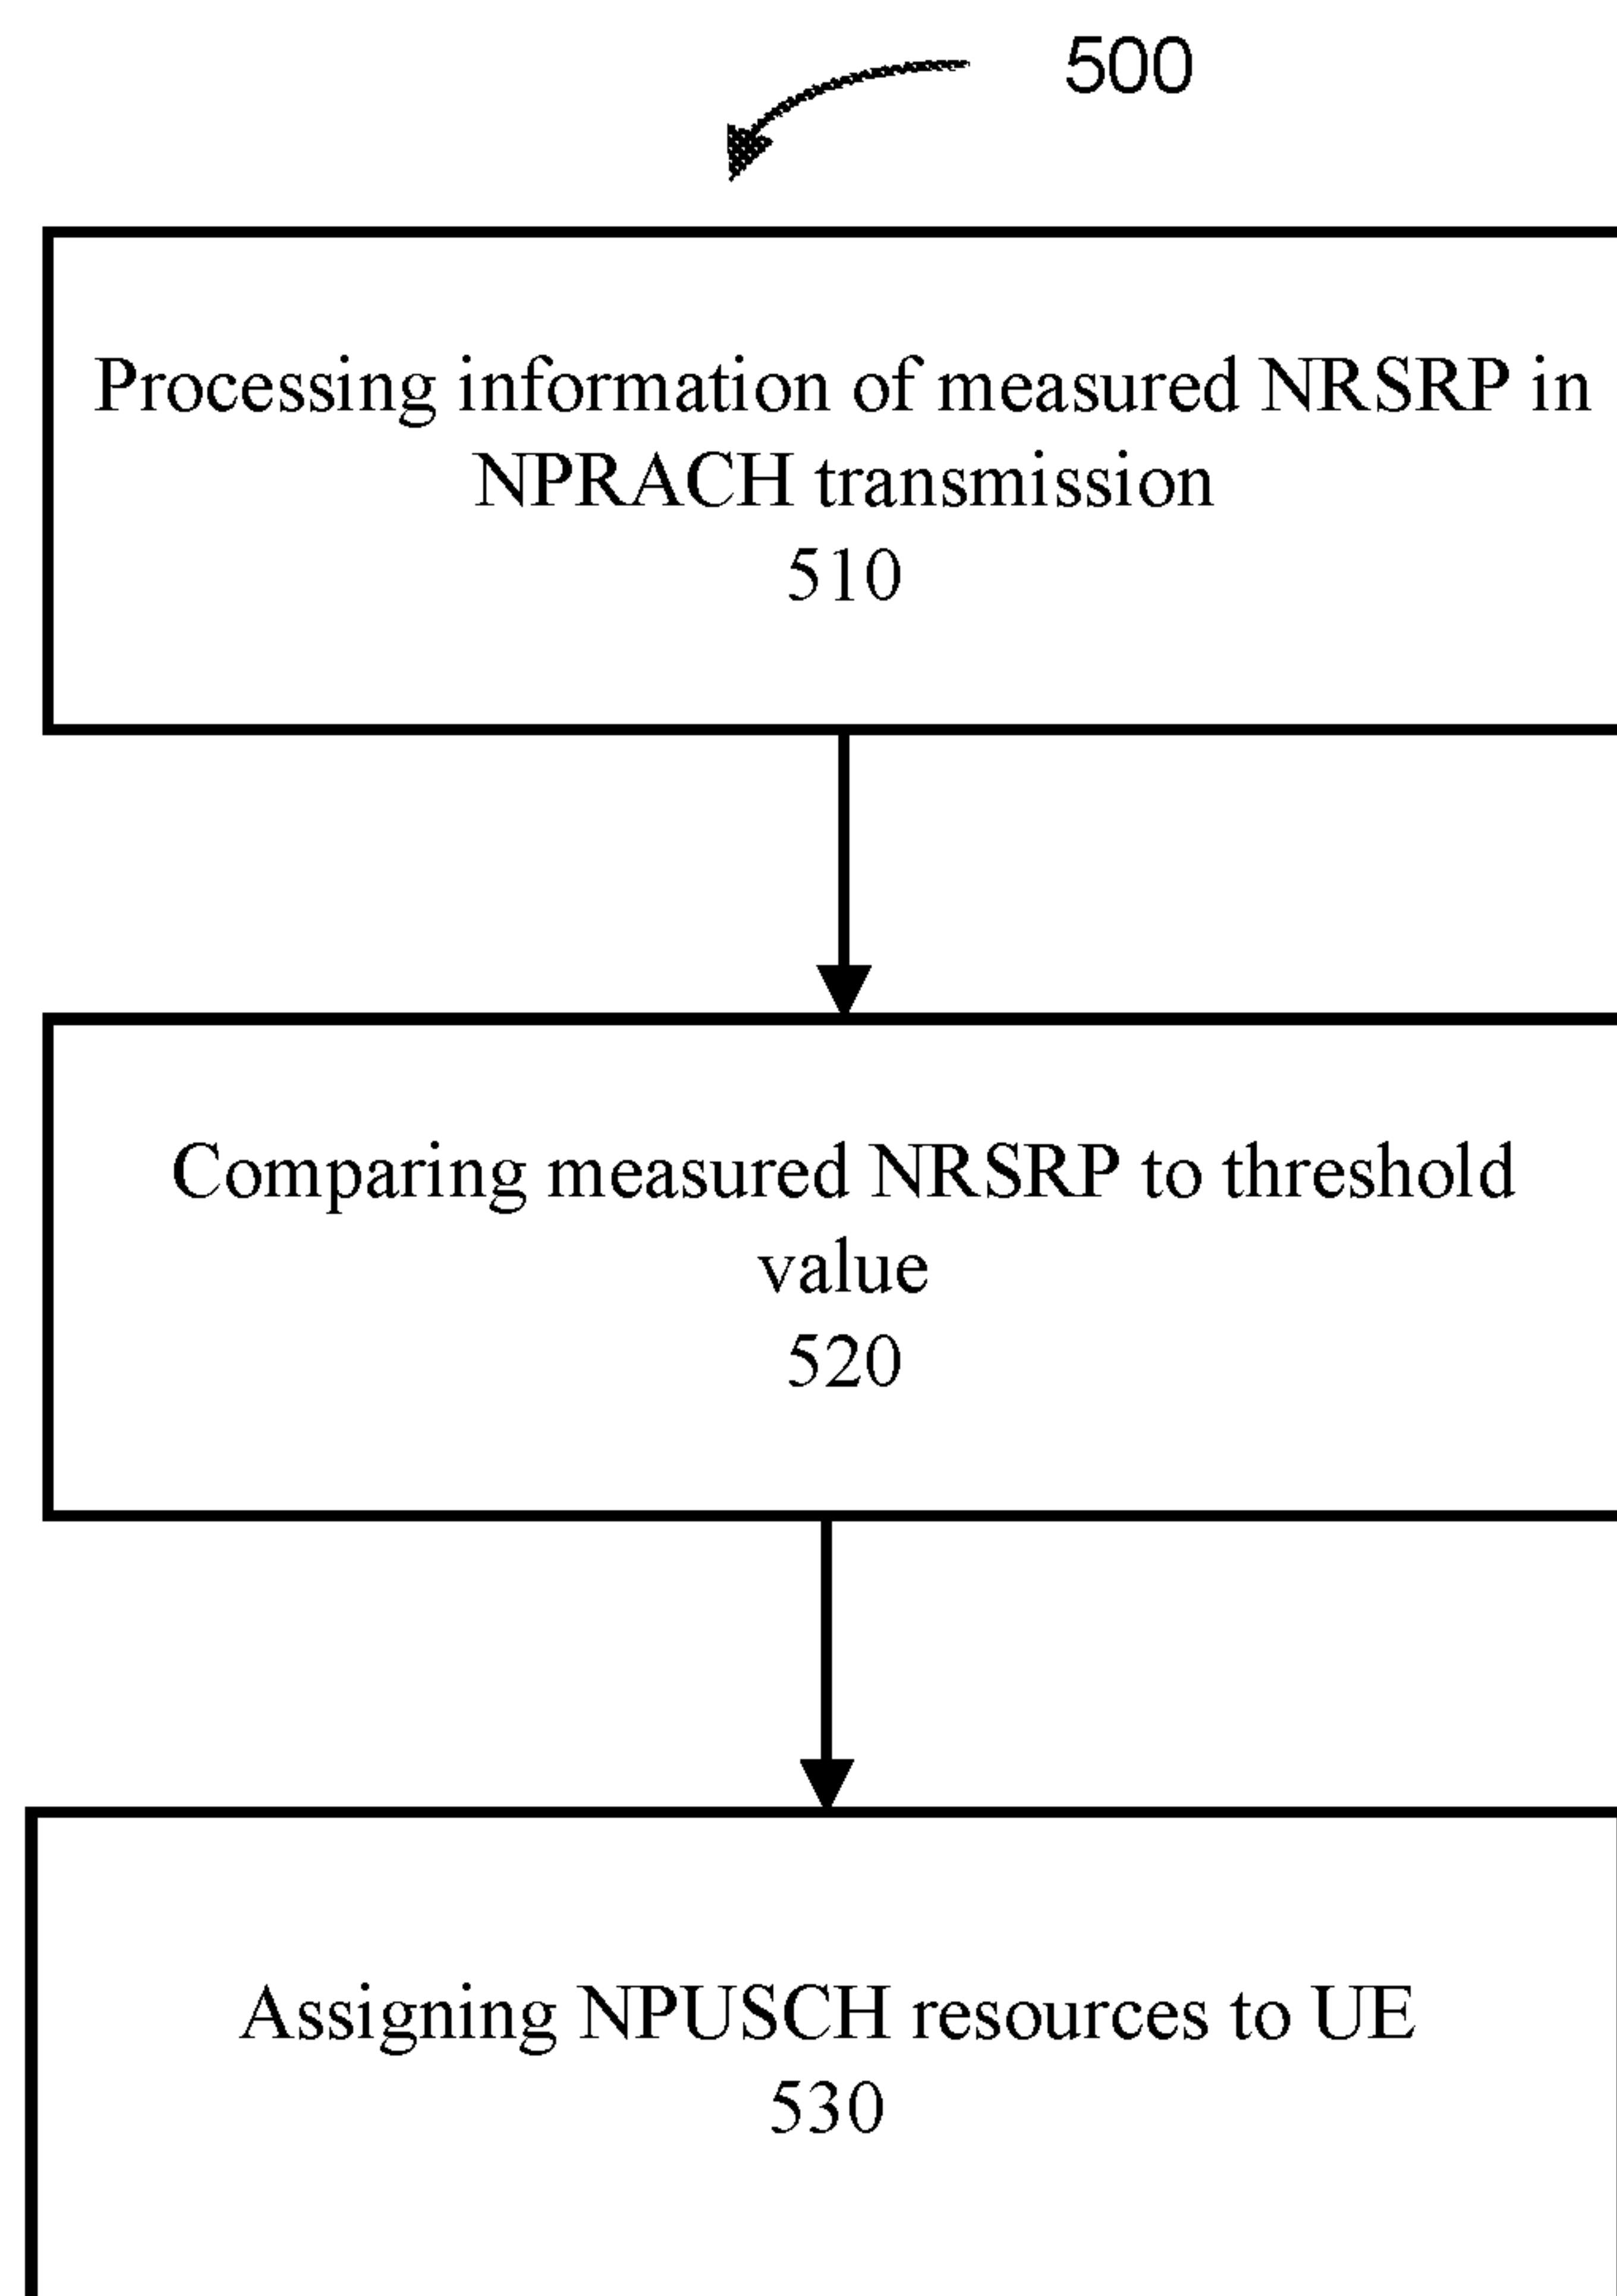 500
Processing information of measured NRSRP in
NPRACH transmission
510
Comparing measured NRSRP to threshold
value
520
Assigning NPUSCH resources to UE
530